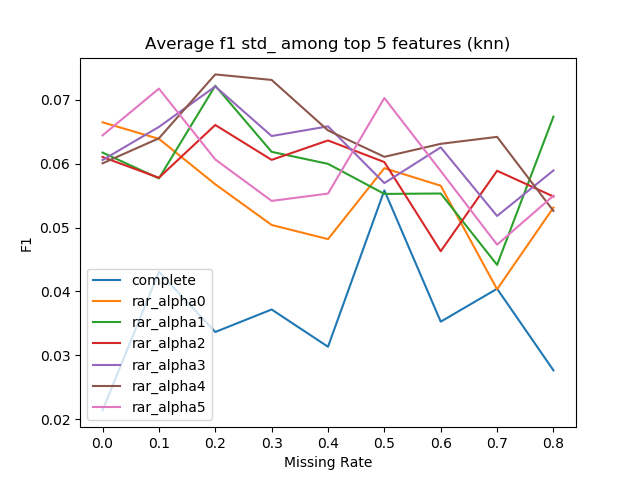 Average f1 std_ among top 5 features (knn)
F1
0.07
0.06
0.05
0.04
0.03
0.02
complete
rar_alpha0
rar_alpha1
rar_alpha2
rar_alpha3
rar_alpha4
rar_alpha5
0.0 0.1 0.2 0.3 0.4 0.5 0.6 0.7 0.8
Missing Rate